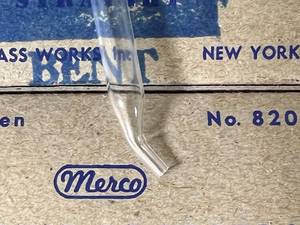 ASS WORKS Inc. NEW YORK
BENT
en No. 820
Merco